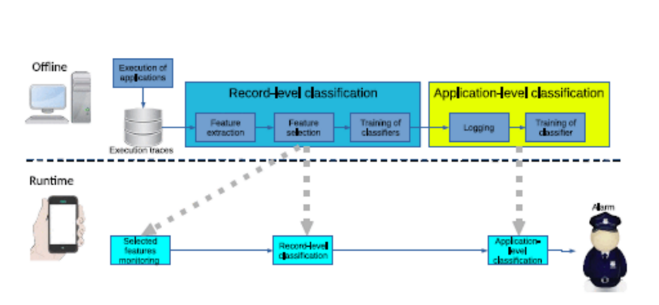 Offline
Execution of
applications
Execution traces
Record-level classification
Feature
extraction
Feature
selection
Training of
classifiers
Application-level classification
Logging
Training of
classifier
Runtime
Selected
features
monitoring
Record-level
classification
Application-
level
classification
Alarm